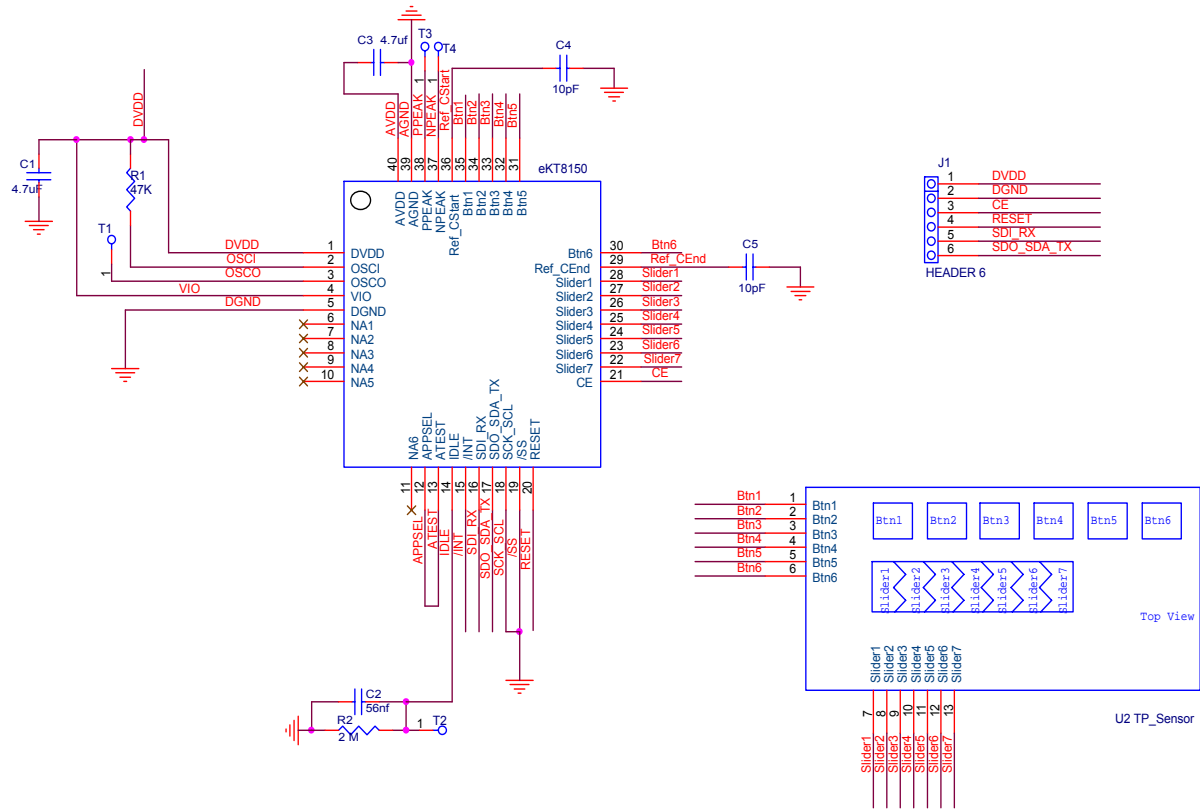 C3 4.7uf
T3
T4
C4
10pF
DVDD
AVDD
AGND
PPEAK 1
NPEAK 1
Ref_CStart
Btn1
Btn2
Btn3
Btn4
Btn5
40
39
38
37
36
35
34
33
32
31
eKT8150
C1
4.7uF
R1
47K
T1
1
AVDD
AGND
PPEAK
NPEAK
Ref_CStart
Btn1
Btn2
Btn3
Btn4
Btn5
DVDD 1 DVDD
OSCI 2 OSCI
OSCO 3 OSCO
VIO 4 VIO
DGND 5 DGND
6 NA1
7 NA2
8 NA3
9 NA4
10 NA5
Btn6 30 Btn6
Ref_CEnd 29 Ref_CEnd
Slider1 28 Slider1
Slider2 27 Slider2
Slider3 26 Slider3
Slider4 25 Slider4
Slider5 24 Slider5
Slider6 23 Slider6
Slider7 22 Slider7
CE 21 CE
C5
10pF
J1
1 DVDD
2 DGND
3 CE
4 RESET
5 SDI_RX
6 SDO_SDA_TX
HEADER 6
NA6
APPSEL
ATEST
IDLE
/INT
SDI_RX
SDO_SDA_TX
SCK_SCL
/SS
RESET
11
12
13
14
15
16
17
18
19
20
APPSEL
ATEST
IDLE
/INT
SDI_RX
SDO_SDA_TX
SCK_SCL
/SS
RESET
C2
56nf
R2
2 M
1 T2
Btn1 1 Btn1
Btn2 2 Btn2
Btn3 3 Btn3
Btn4 4 Btn4
Btn5 5 Btn5
Btn6 6 Btn6
Btn1 Btn2 Btn3 Btn4 Btn5 Btn6
Slider1
Slider2
Slider3
Slider4
Slider5
Slider6
Slider7
Top View
Slider1
Slider2
Slider3
Slider4
Slider5
Slider6
Slider7
7
8
9
10
11
12
13
Slider1
Slider2
Slider3
Slider4
Slider5
Slider6
Slider7
U2 TP_Sensor